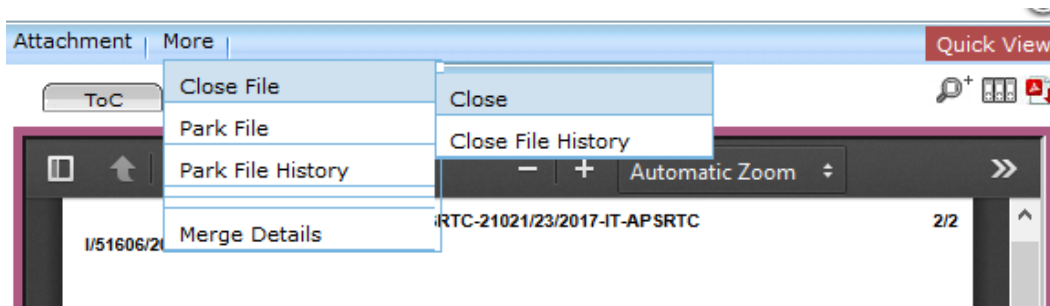 Attachment More Quick View
ToC Close File Close
Park File Close File History
Park File History Automatic Zoom
RTC-21021/23/2017-IT-APSRTC 2/2
I/51606/20
Merge Details